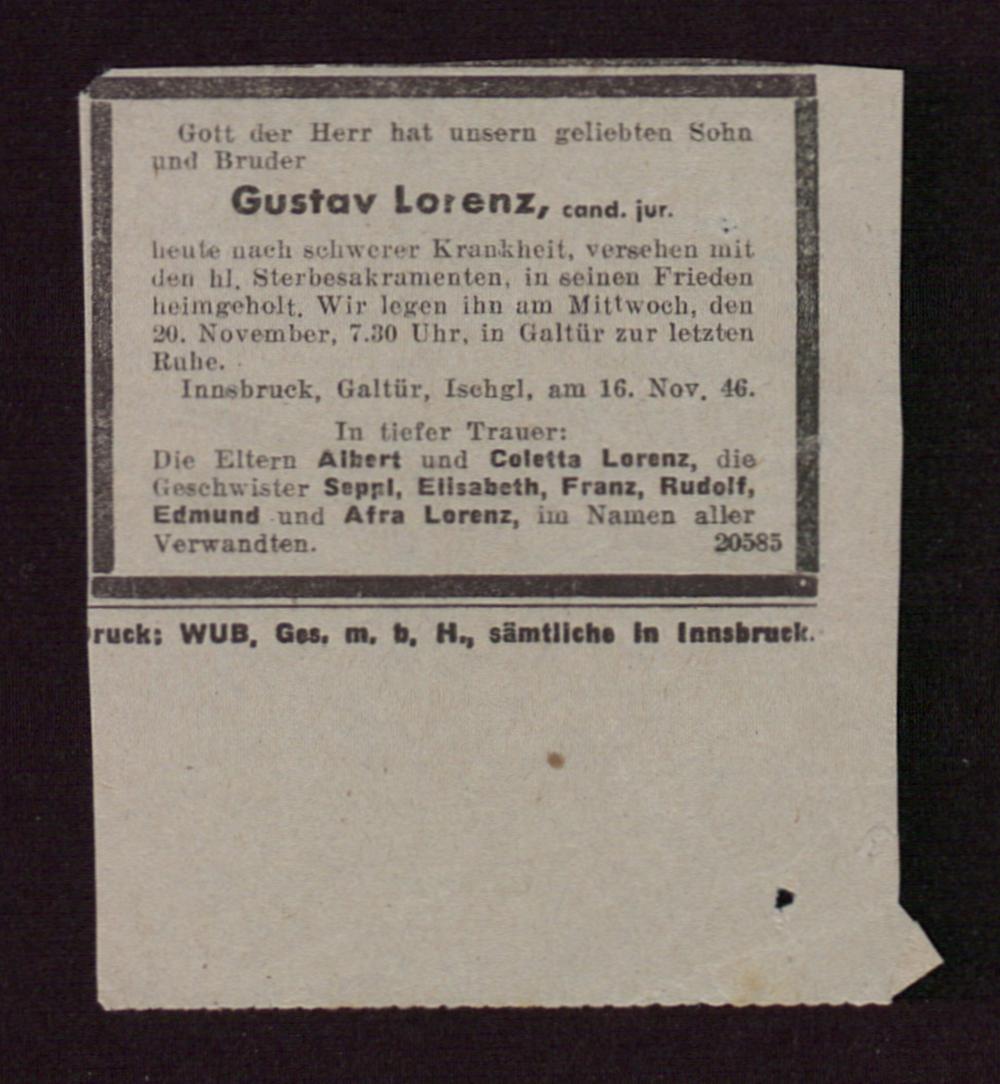 Gott der Herr hat unsern geliebten Sohn
und Bruder
Gustav Lorenz, cand. jur.
heute nach schwerer Krankheit, versehen mit
den hl. Sterbesakramenten, in seinen Frieden
heimgeholt. Wir legen ihn am Mittwoch, den
20. November, 7.30 Uhr, in Galtür zur letzten
Ruhe.
Innsbruck, Galtür, Ischgl, am 16. Nov. 46.
In tiefer Trauer:
Die Eltern Albert und Coletta Lorenz, die
Geschwister Seppl, Elisabeth, Franz, Rudolf,
Edmund und Afra Lorenz, im Namen aller
Verwandten. 20585
ruck: WUB, Ges. m. b. H., sämtliche in Innsbruck.